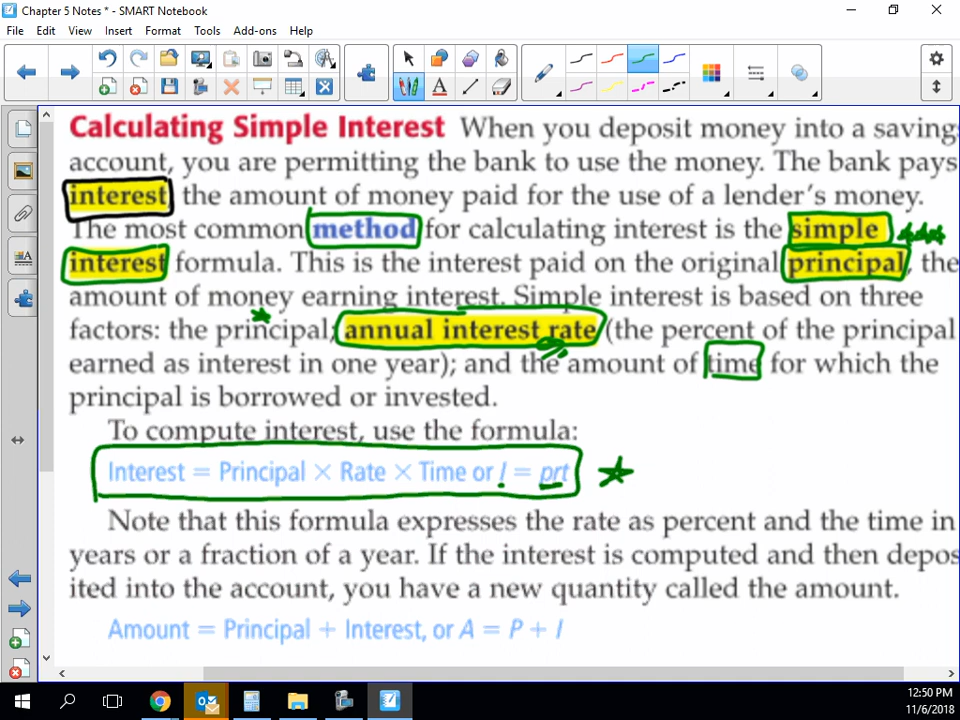 Chapter 5 Notes * - SMART Notebook
File Edit View Insert Format Tools Add-ons Help
Calculating Simple Interest When you deposit money into a saving
account, you are permitting the bank to use the money. The bank pays
interest, the amount of money paid for the use of a lender's money.
The most common method for calculating interest is the simple
interest formula. This is the interest paid on the original principal, the
amount of money earning interest. Simple interest is based on three
factors: the principal; annual interest rate (the percent of the principal
earned as interest in one year); and the amount of time for which the
principal is borrowed or invested.
To compute interest, use the formula:
Interest = Principal × Rate × Time or I = prt
Note that this formula expresses the rate as percent and the time in
years or a fraction of a year. If the interest is computed and then depos
ited into the account, you have a new quantity called the amount.
Amount = Principal + Interest, or A = P + I
12:50 PM
11/6/2018